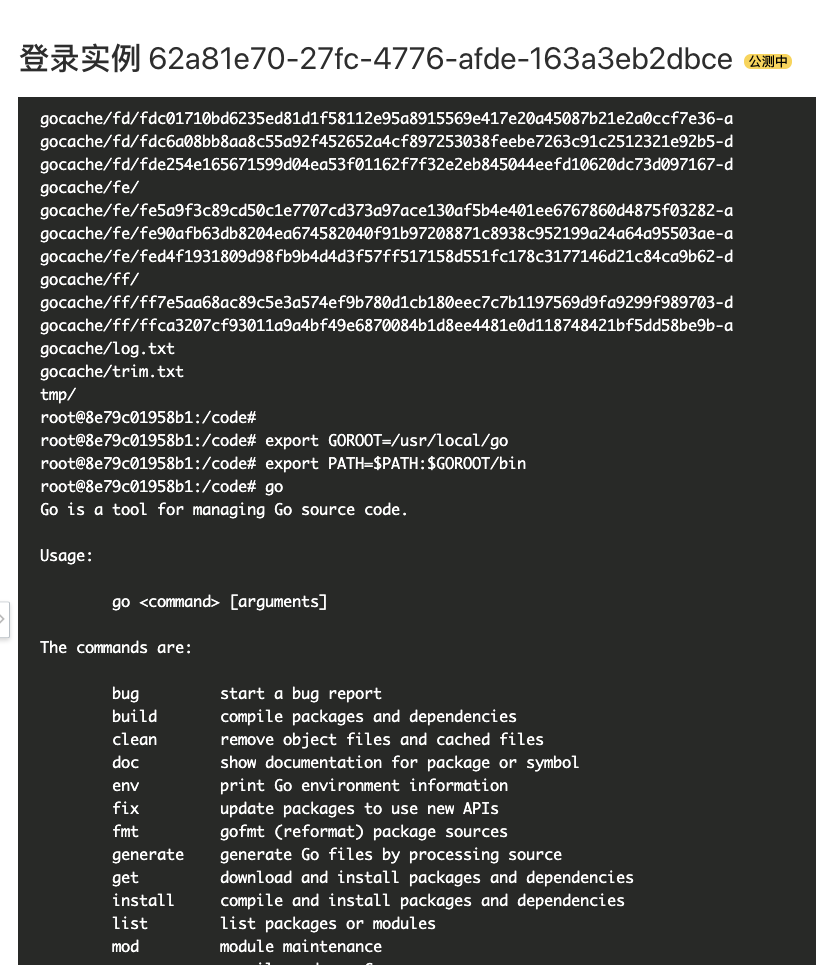 登录实例 62a81e70-27fc-4776-afde-163a3eb2dbce 公测中
gocache/fd/fdc01710bd6235ed81d1f58112e95a8915569e417e20a45087b21e2a0ccf7e36-a
gocache/fd/fdc6a08bb8aa8c55a92f452652a4cf897253038feebe7263c91c2512321e92b5-d
gocache/fd/fde254e165671599d04ea53f01162f7f32e2eb845044eefd10620dc73d097167-d
gocache/fe/
gocache/fe/fe5a9f3c89cd50c1e7707cd373a97ace130af5b4e401ee6767860d4875f03282-a
gocache/fe/fe90afb63db8204ea674582040f91b97208871c8938c952199a24a64a95503ae-a
gocache/fe/fed4f1931809d98fb9b4d4d3f57ff517158d551fc178c3177146d21c84ca9b62-d
gocache/ff/
gocache/ff/ff7e5aa68ac89c5e3a574ef9b780d1cb180eec7c7b1197569d9fa9299f989703-d
gocache/ff/ffca3207cf93011a9a4bf49e6870084b1d8ee4481e0d118748421bf5dd58be9b-a
gocache/log.txt
gocache/trim.txt
tmp/
root@8e79c01958b1:/code#
root@8e79c01958b1:/code# export GOROOT=/usr/local/go
root@8e79c01958b1:/code# export PATH=$PATH:$GOROOT/bin
root@8e79c01958b1:/code# go
Go is a tool for managing Go source code.
Usage:
go <command> [arguments]
The commands are:
bug start a bug report
build compile packages and dependencies
clean remove object files and cached files
doc show documentation for package or symbol
env print Go environment information
fix update packages to use new APIs
fmt gofmt (reformat) package sources
generate generate Go files by processing source
get download and install packages and dependencies
install compile and install packages and dependencies
list list packages or modules
mod module maintenance